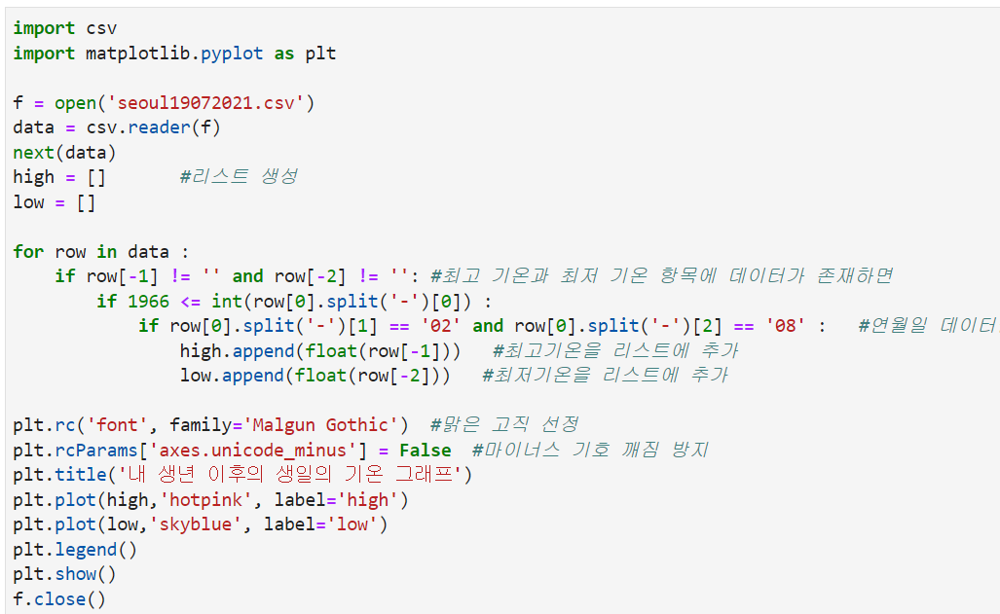 import csv
import matplotlib.pyplot as plt
f = open('seoul19072021.csv')
data = csv.reader(f)
next(data)
high = []       #리스트 생성
low = []
for row in data :
    if row[-1] != '' and row[-2] != '': #최고 기온과 최저 기온 항목에 데이터가 존재하면
        if 1966 <= int(row[0].split('-')[0]) :
            if row[0].split('-')[1] == '02' and row[0].split('-')[2] == '08' :   #연월일 데이터
                high.append(float(row[-1]))   #최고기온을 리스트에 추가
                low.append(float(row[-2]))   #최저기온을 리스트에 추가
plt.rc('font', family='Malgun Gothic')  #맑은 고직 선정
plt.rcParams['axes.unicode_minus'] = False  #마이너스 기호 깨짐 방지
plt.title('내 생년 이후의 생일의 기온 그래프')
plt.plot(high,'hotpink', label='high')
plt.plot(low,'skyblue', label='low')
plt.legend()
plt.show()
f.close()